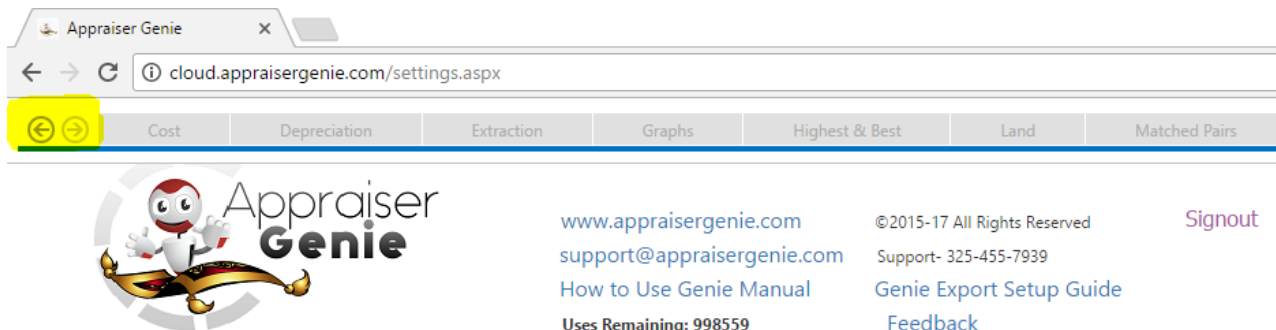 Appraiser Genie
cloud.appraisergenie.com/settings.aspx
Cost Depreciation Extraction Graphs Highest & Best Land Matched Pairs
Appraiser
Genie
www.appraisergenie.com ©2015-17 All Rights Reserved Signout
support@appraisergenie.com Support- 325-455-7939
How to Use Genie Manual Genie Export Setup Guide
Uses Remaining: 998559 Feedback